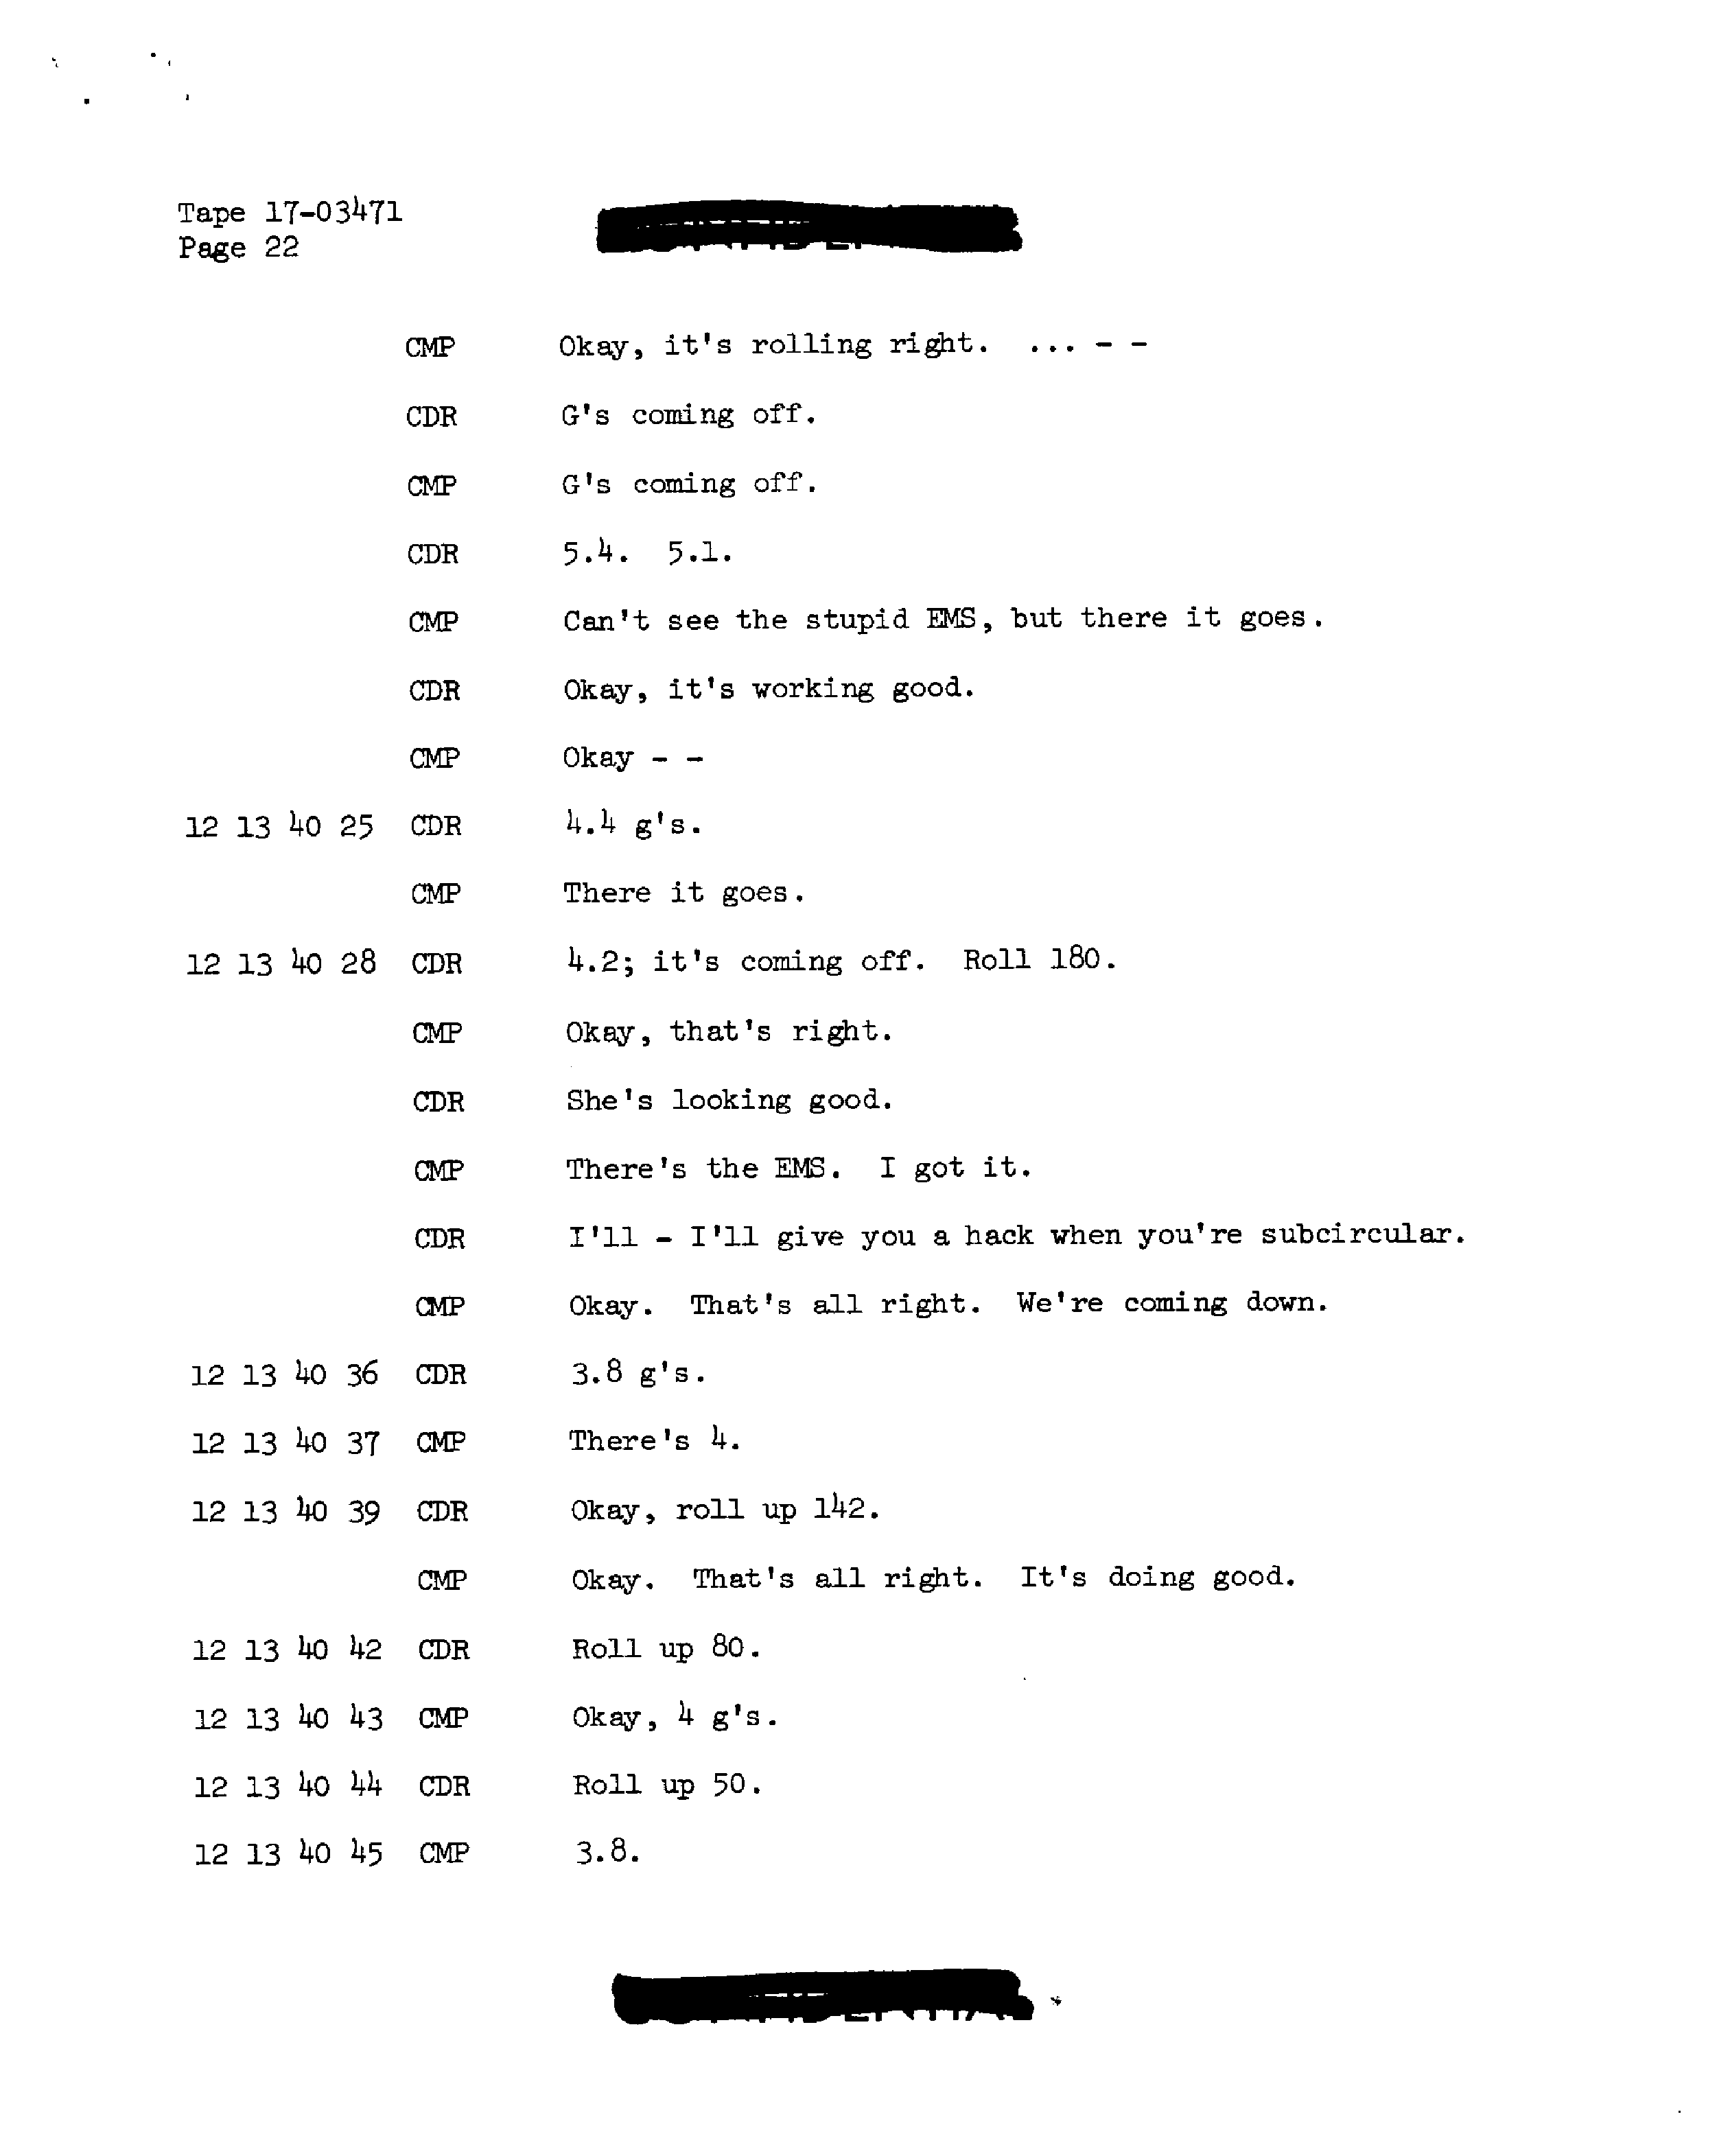 Tape 17-03471
Page 22
CMP Okay, it's rolling right. ... - -
CDR G's coming off.
CMP G's coming off.
CDR 5.4. 5.1.
CMP Can't see the stupid EMS, but there it goes.
CDR Okay, it's working good.
CMP Okay - -
12 13 40 25 CDR 4.4 g's.
CMP There it goes.
12 13 40 28 CDR 4.2; it's coming off. Roll 180.
CMP Okay, that's right.
CDR She's looking good.
CMP There's the EMS. I got it.
CDR I'll - I'll give you a hack when you're subcircular.
CMP Okay. That's all right. We're coming down.
12 13 40 36 CDR 3.8 g's.
12 13 40 37 CMP There's 4.
12 13 40 39 CDR Okay, roll up 142.
CMP Okay. That's all right. It's doing good.
12 13 40 42 CDR Roll up 80.
12 13 40 43 CMP Okay, 4 g's.
12 13 40 44 CDR Roll up 50.
12 13 40 45 CMP 3.8.